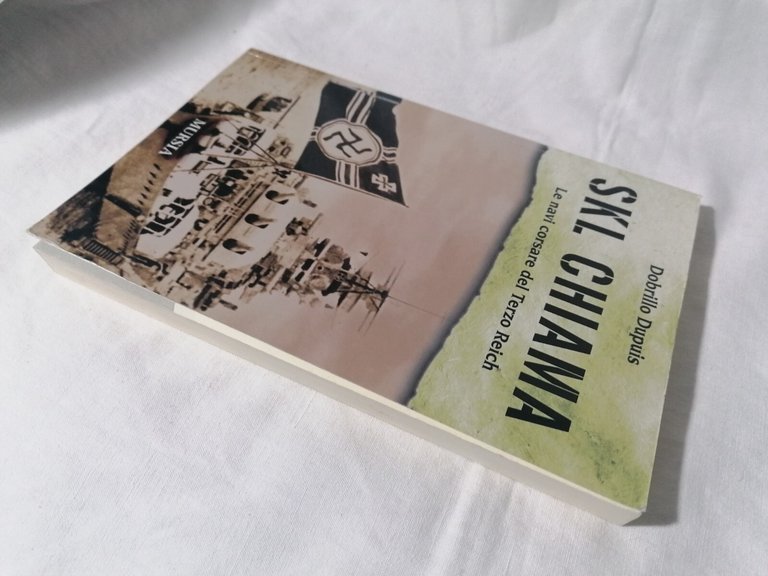 Dobrillo Dupuis
SKL CHIAMA
Le navi corsare del Terzo Reich
MURSIA